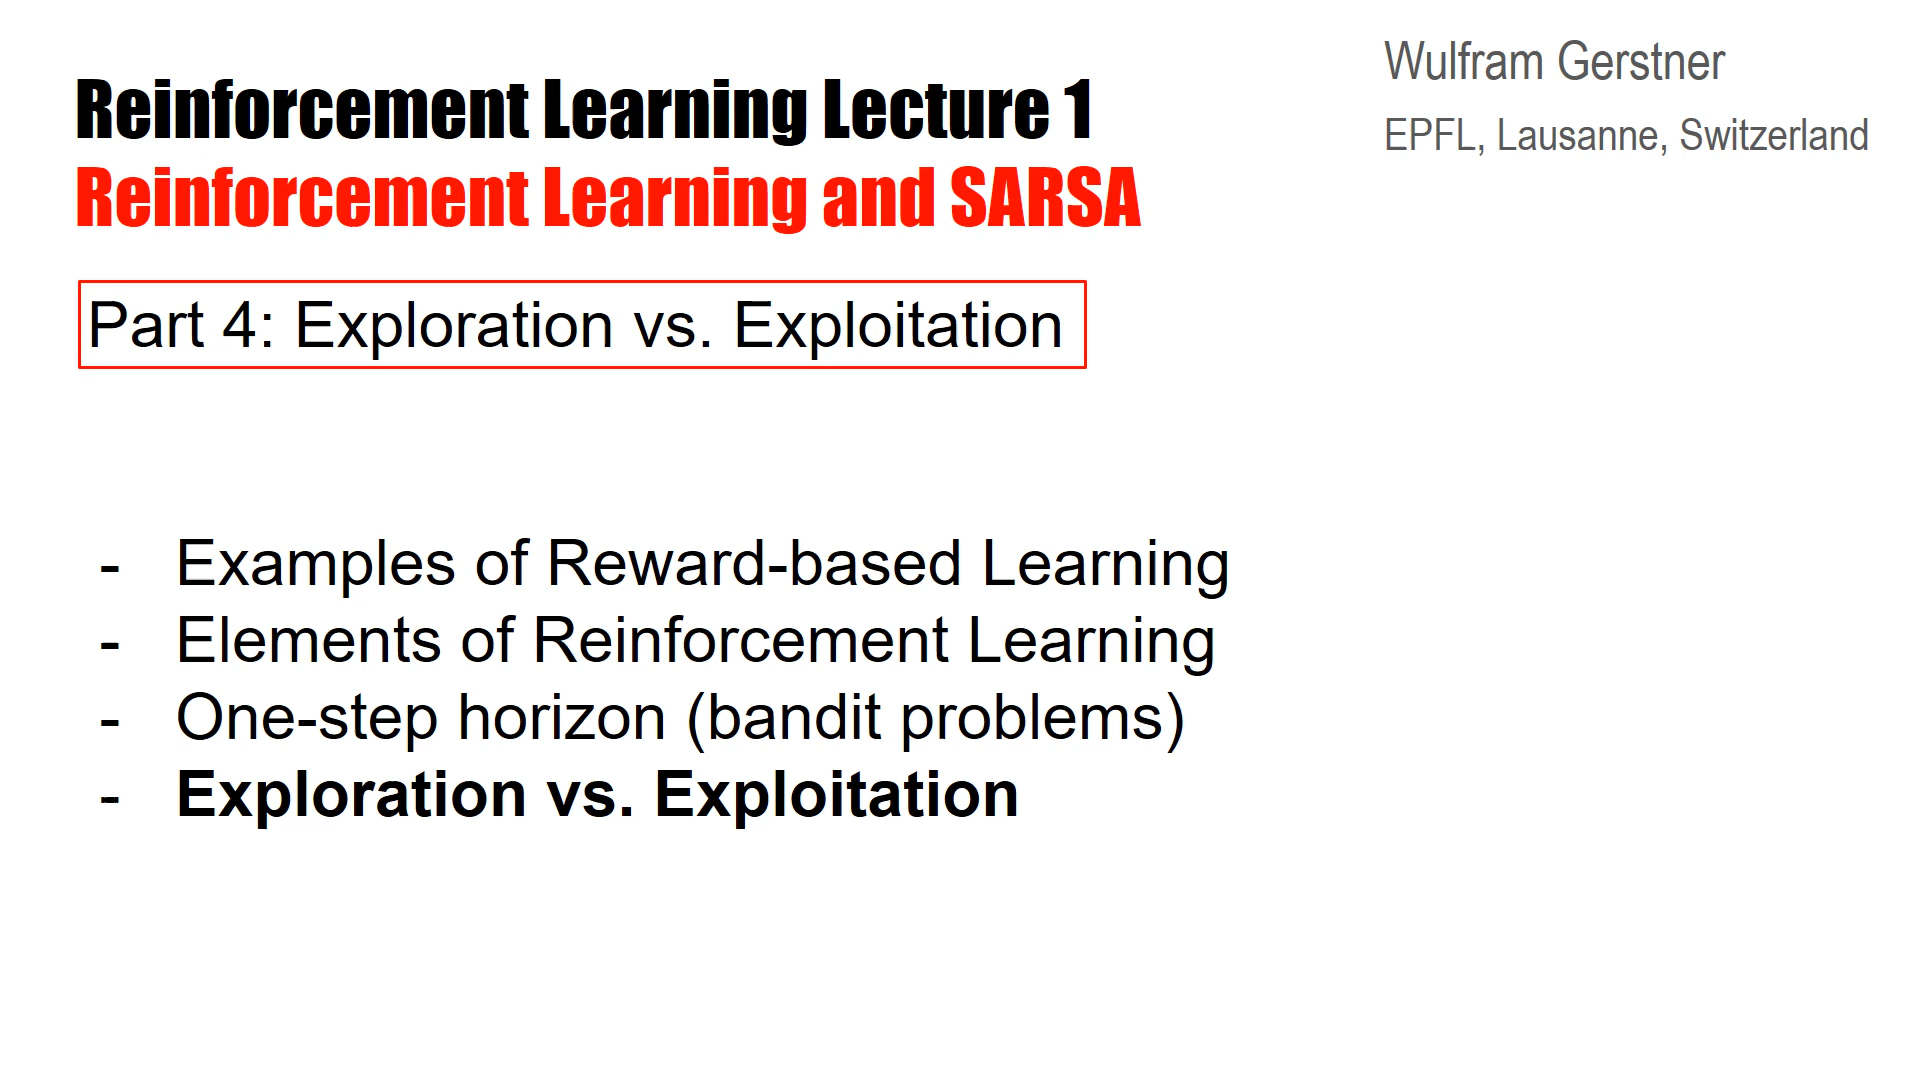 Reinforcement Learning Lecture 1
Reinforcement Learning and SARSA
Wulfram Gerstner
EPFL, Lausanne, Switzerland
Part 4: Exploration vs. Exploitation
- Examples of Reward-based Learning
- Elements of Reinforcement Learning
- One-step horizon (bandit problems)
- Exploration vs. Exploitation